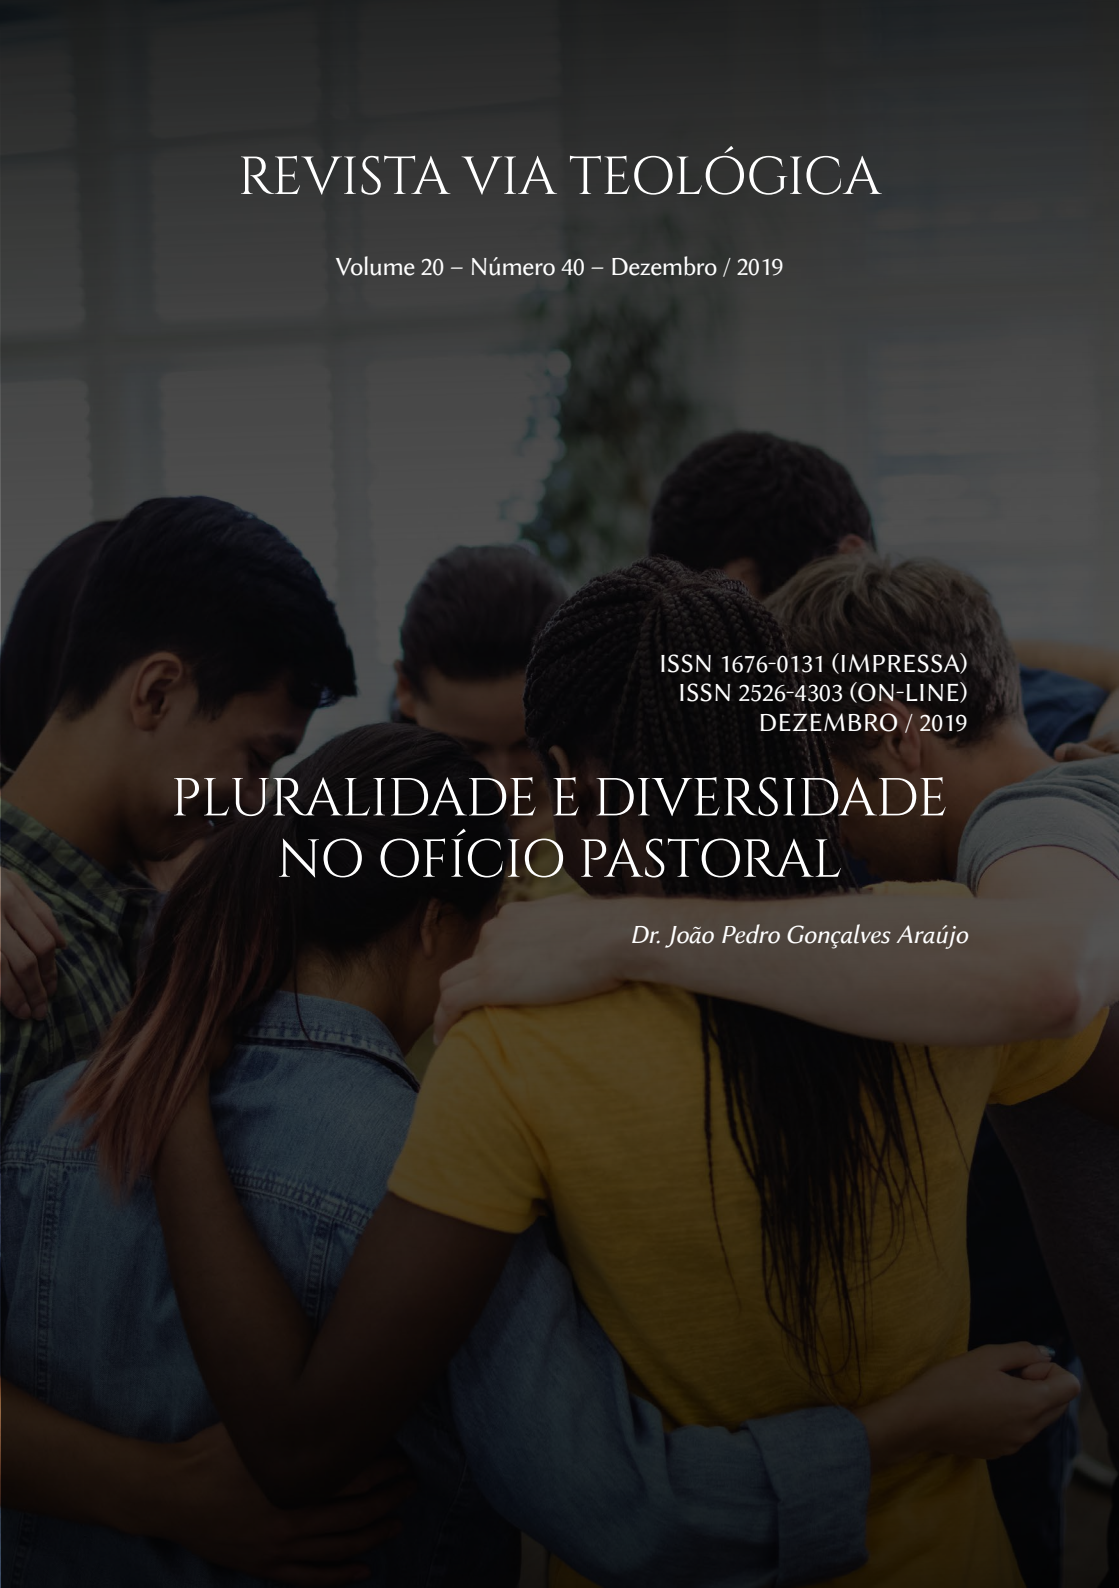 REVISTA VIA TEOLÓGICA
Volume 20 – Número 40 – Dezembro / 2019
ISSN 1676-0131 (IMPRESSA)
ISSN 2526-4303 (ON-LINE)
DEZEMBRO / 2019
PLURALIDADE E DIVERSIDADE
NO OFÍCIO PASTORAL
Dr. João Pedro Gonçalves Araújo